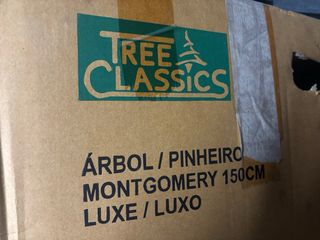 TREE
CLASSICS
ÁRBOL / PINHEIRO
MONTGOMERY 150CM
LUXE / LUXO